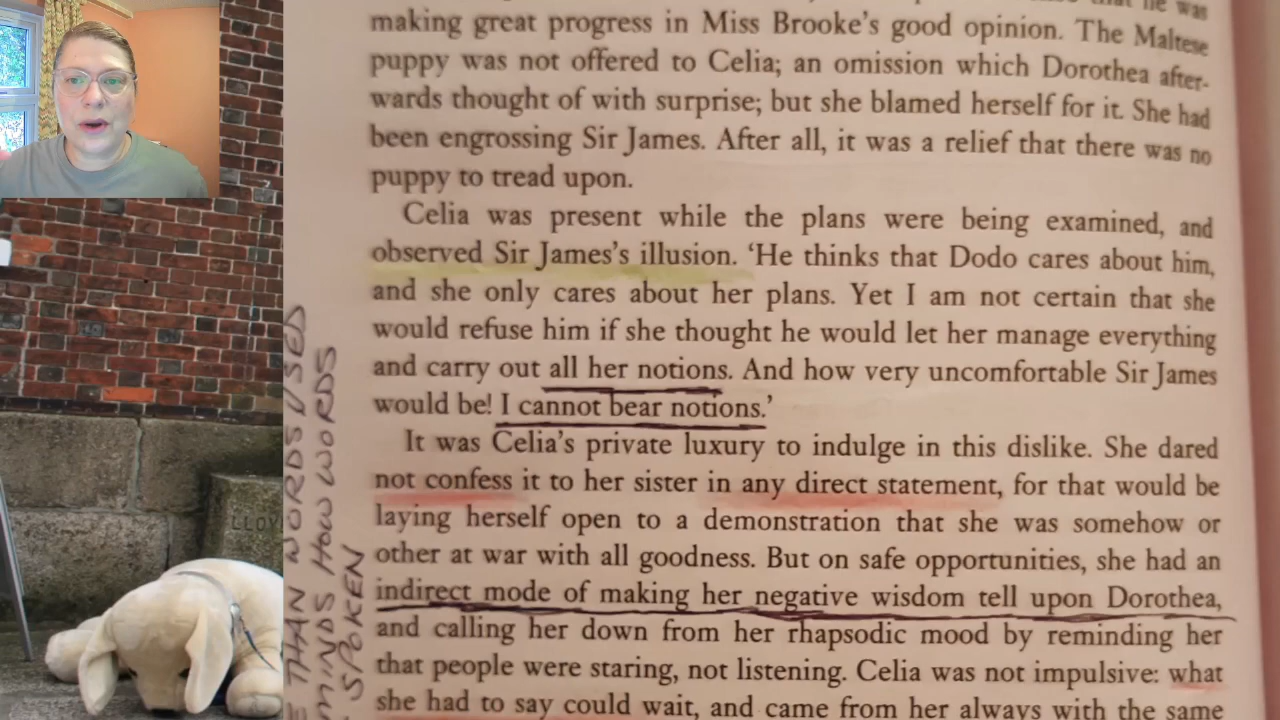 that he was
making great progress in Miss Brooke's good opinion. The Maltese
puppy was not offered to Celia; an omission which Dorothea after-
wards thought of with surprise; but she blamed herself for it. She had
been engrossing Sir James. After all, it was a relief that there was no
puppy to tread upon.
Celia was present while the plans were being examined, and
observed Sir James's illusion. 'He thinks that Dodo cares about him,
and she only cares about her plans. Yet I am not certain that she
would refuse him if she thought he would let her manage everything
and carry out all her notions. And how very uncomfortable Sir James
would be! I cannot bear notions.'
It was Celia's private luxury to indulge in this dislike. She dared
not confess it to her sister in any direct statement, for that would be
laying herself open to a demonstration that she was somehow or
other at war with all goodness. But on safe opportunities, she had an
indirect mode of making her negative wisdom tell upon Dorothea,
and calling her down from her rhapsodic mood by reminding her
that people were staring, not listening. Celia was not impulsive: what
she had to say could wait, and came from her always with the same
THAN WORDS USED
MINDS HOW WORDS
SPOKEN
LLOY